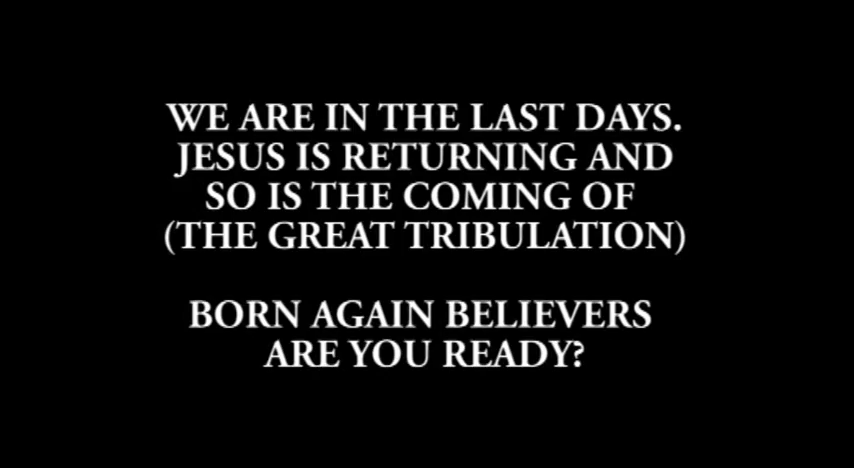 WE ARE IN THE LAST DAYS.
JESUS IS RETURNING AND
SO IS THE COMING OF
(THE GREAT TRIBULATION)
BORN AGAIN BELIEVERS
ARE YOU READY?